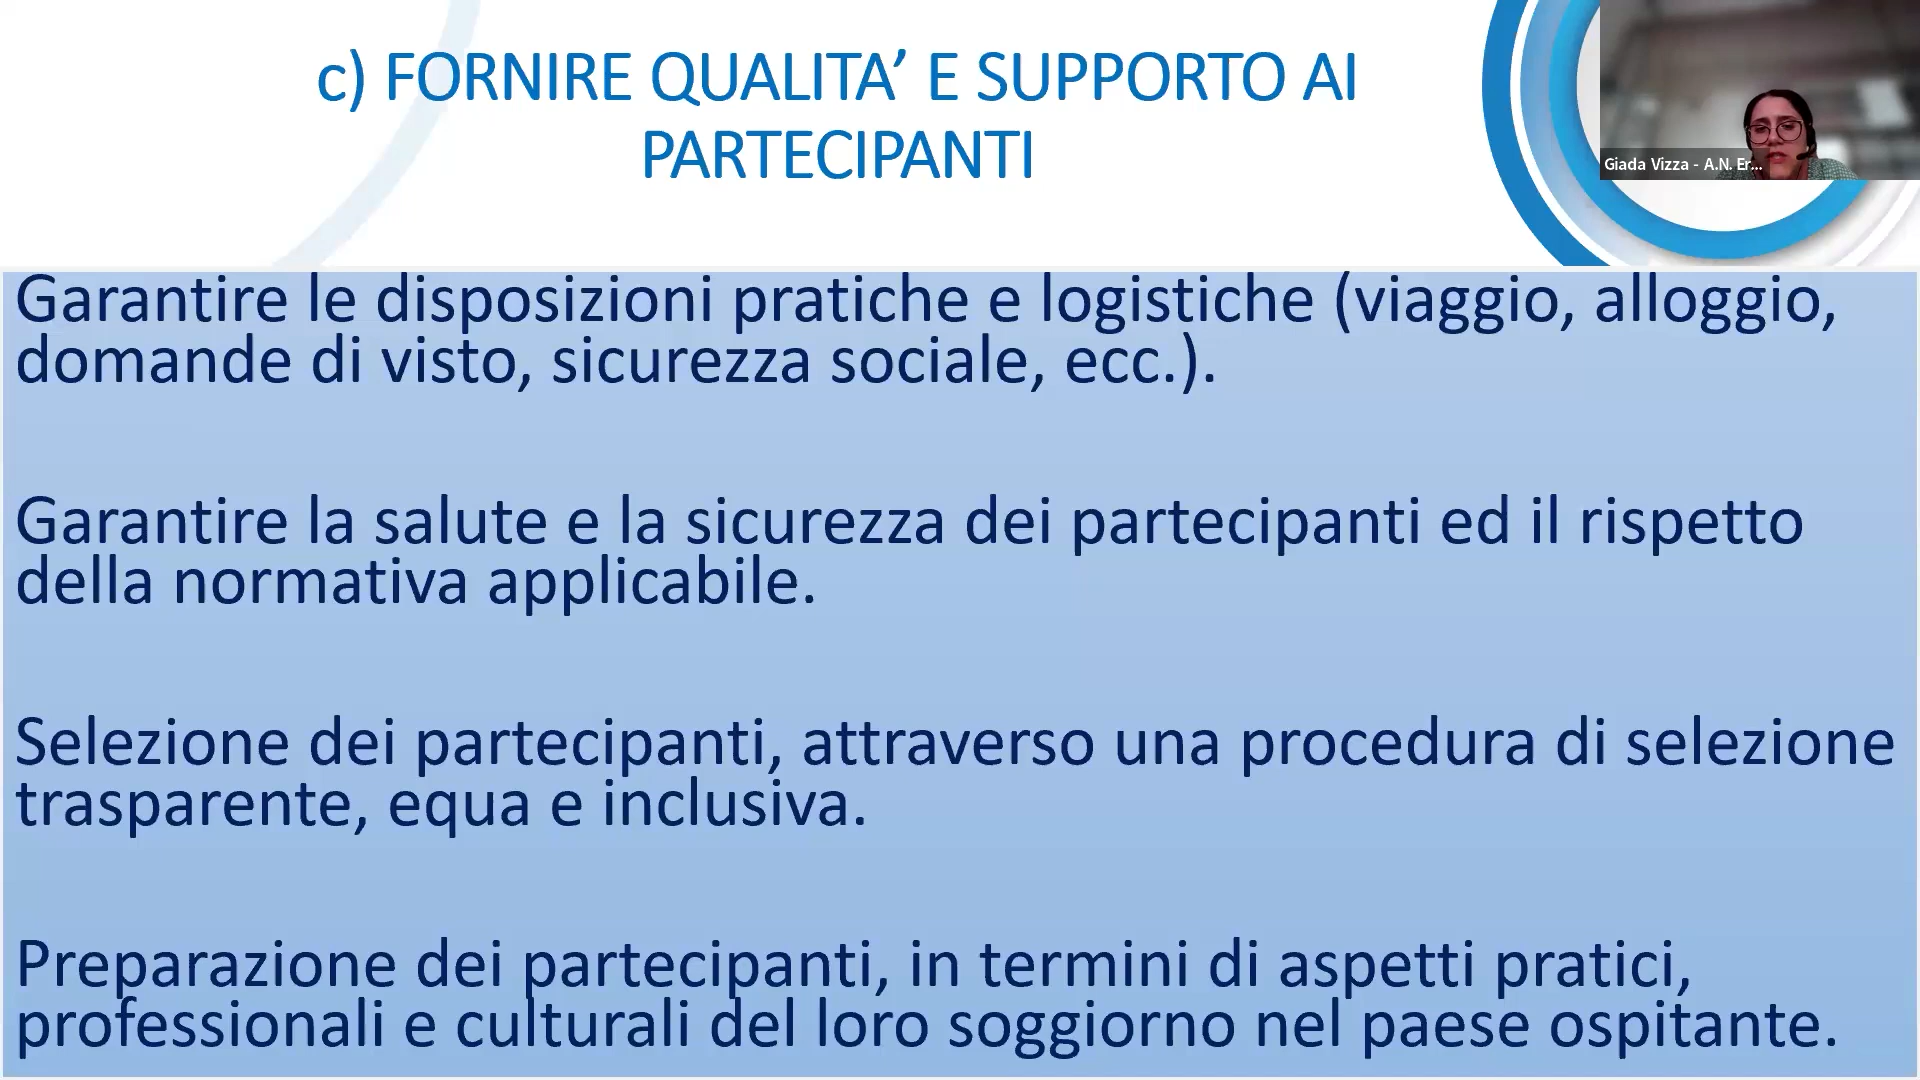 c) FORNIRE QUALITA’ E SUPPORTO AI
PARTECIPANTI
Giada Vizza - A.N. Er...
Garantire le disposizioni pratiche e logistiche (viaggio, alloggio,
domande di visto, sicurezza sociale, ecc.).
Garantire la salute e la sicurezza dei partecipanti ed il rispetto
della normativa applicabile.
Selezione dei partecipanti, attraverso una procedura di selezione
trasparente, equa e inclusiva.
Preparazione dei partecipanti, in termini di aspetti pratici,
professionali e culturali del loro soggiorno nel paese ospitante.